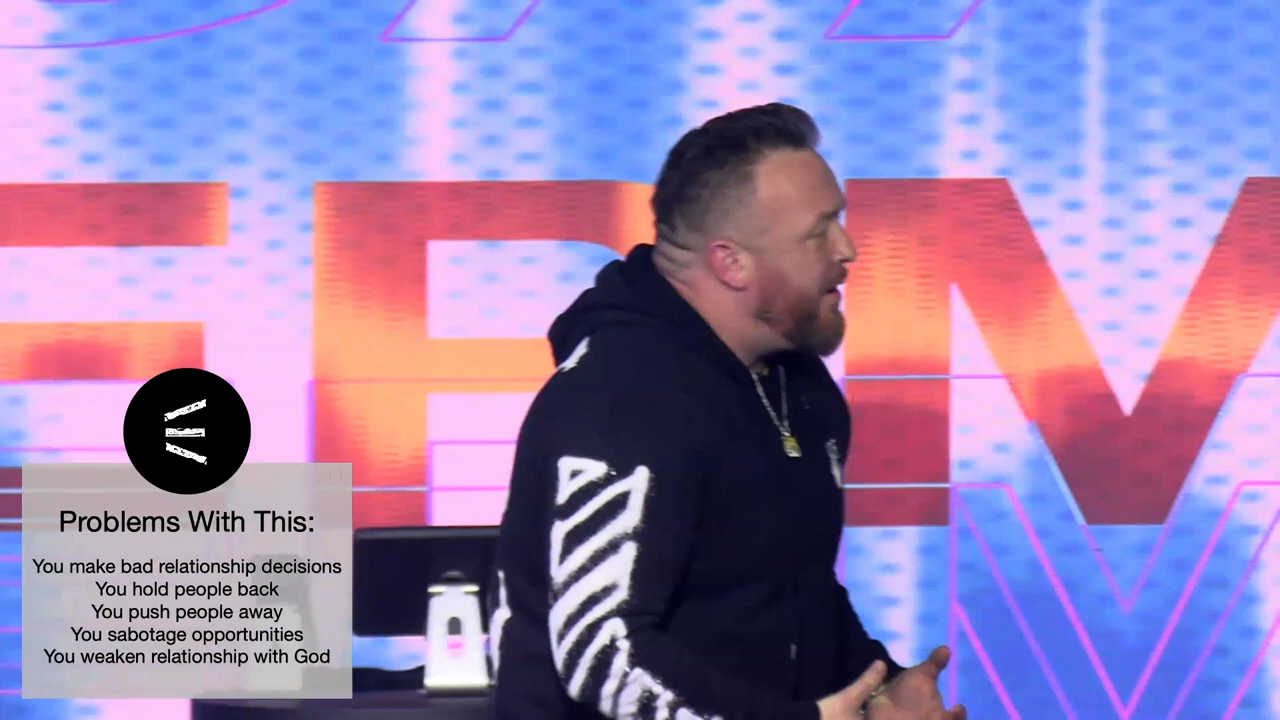 ERM
Problems With This:
You make bad relationship decisions
You hold people back
You push people away
You sabotage opportunities
You weaken relationship with God